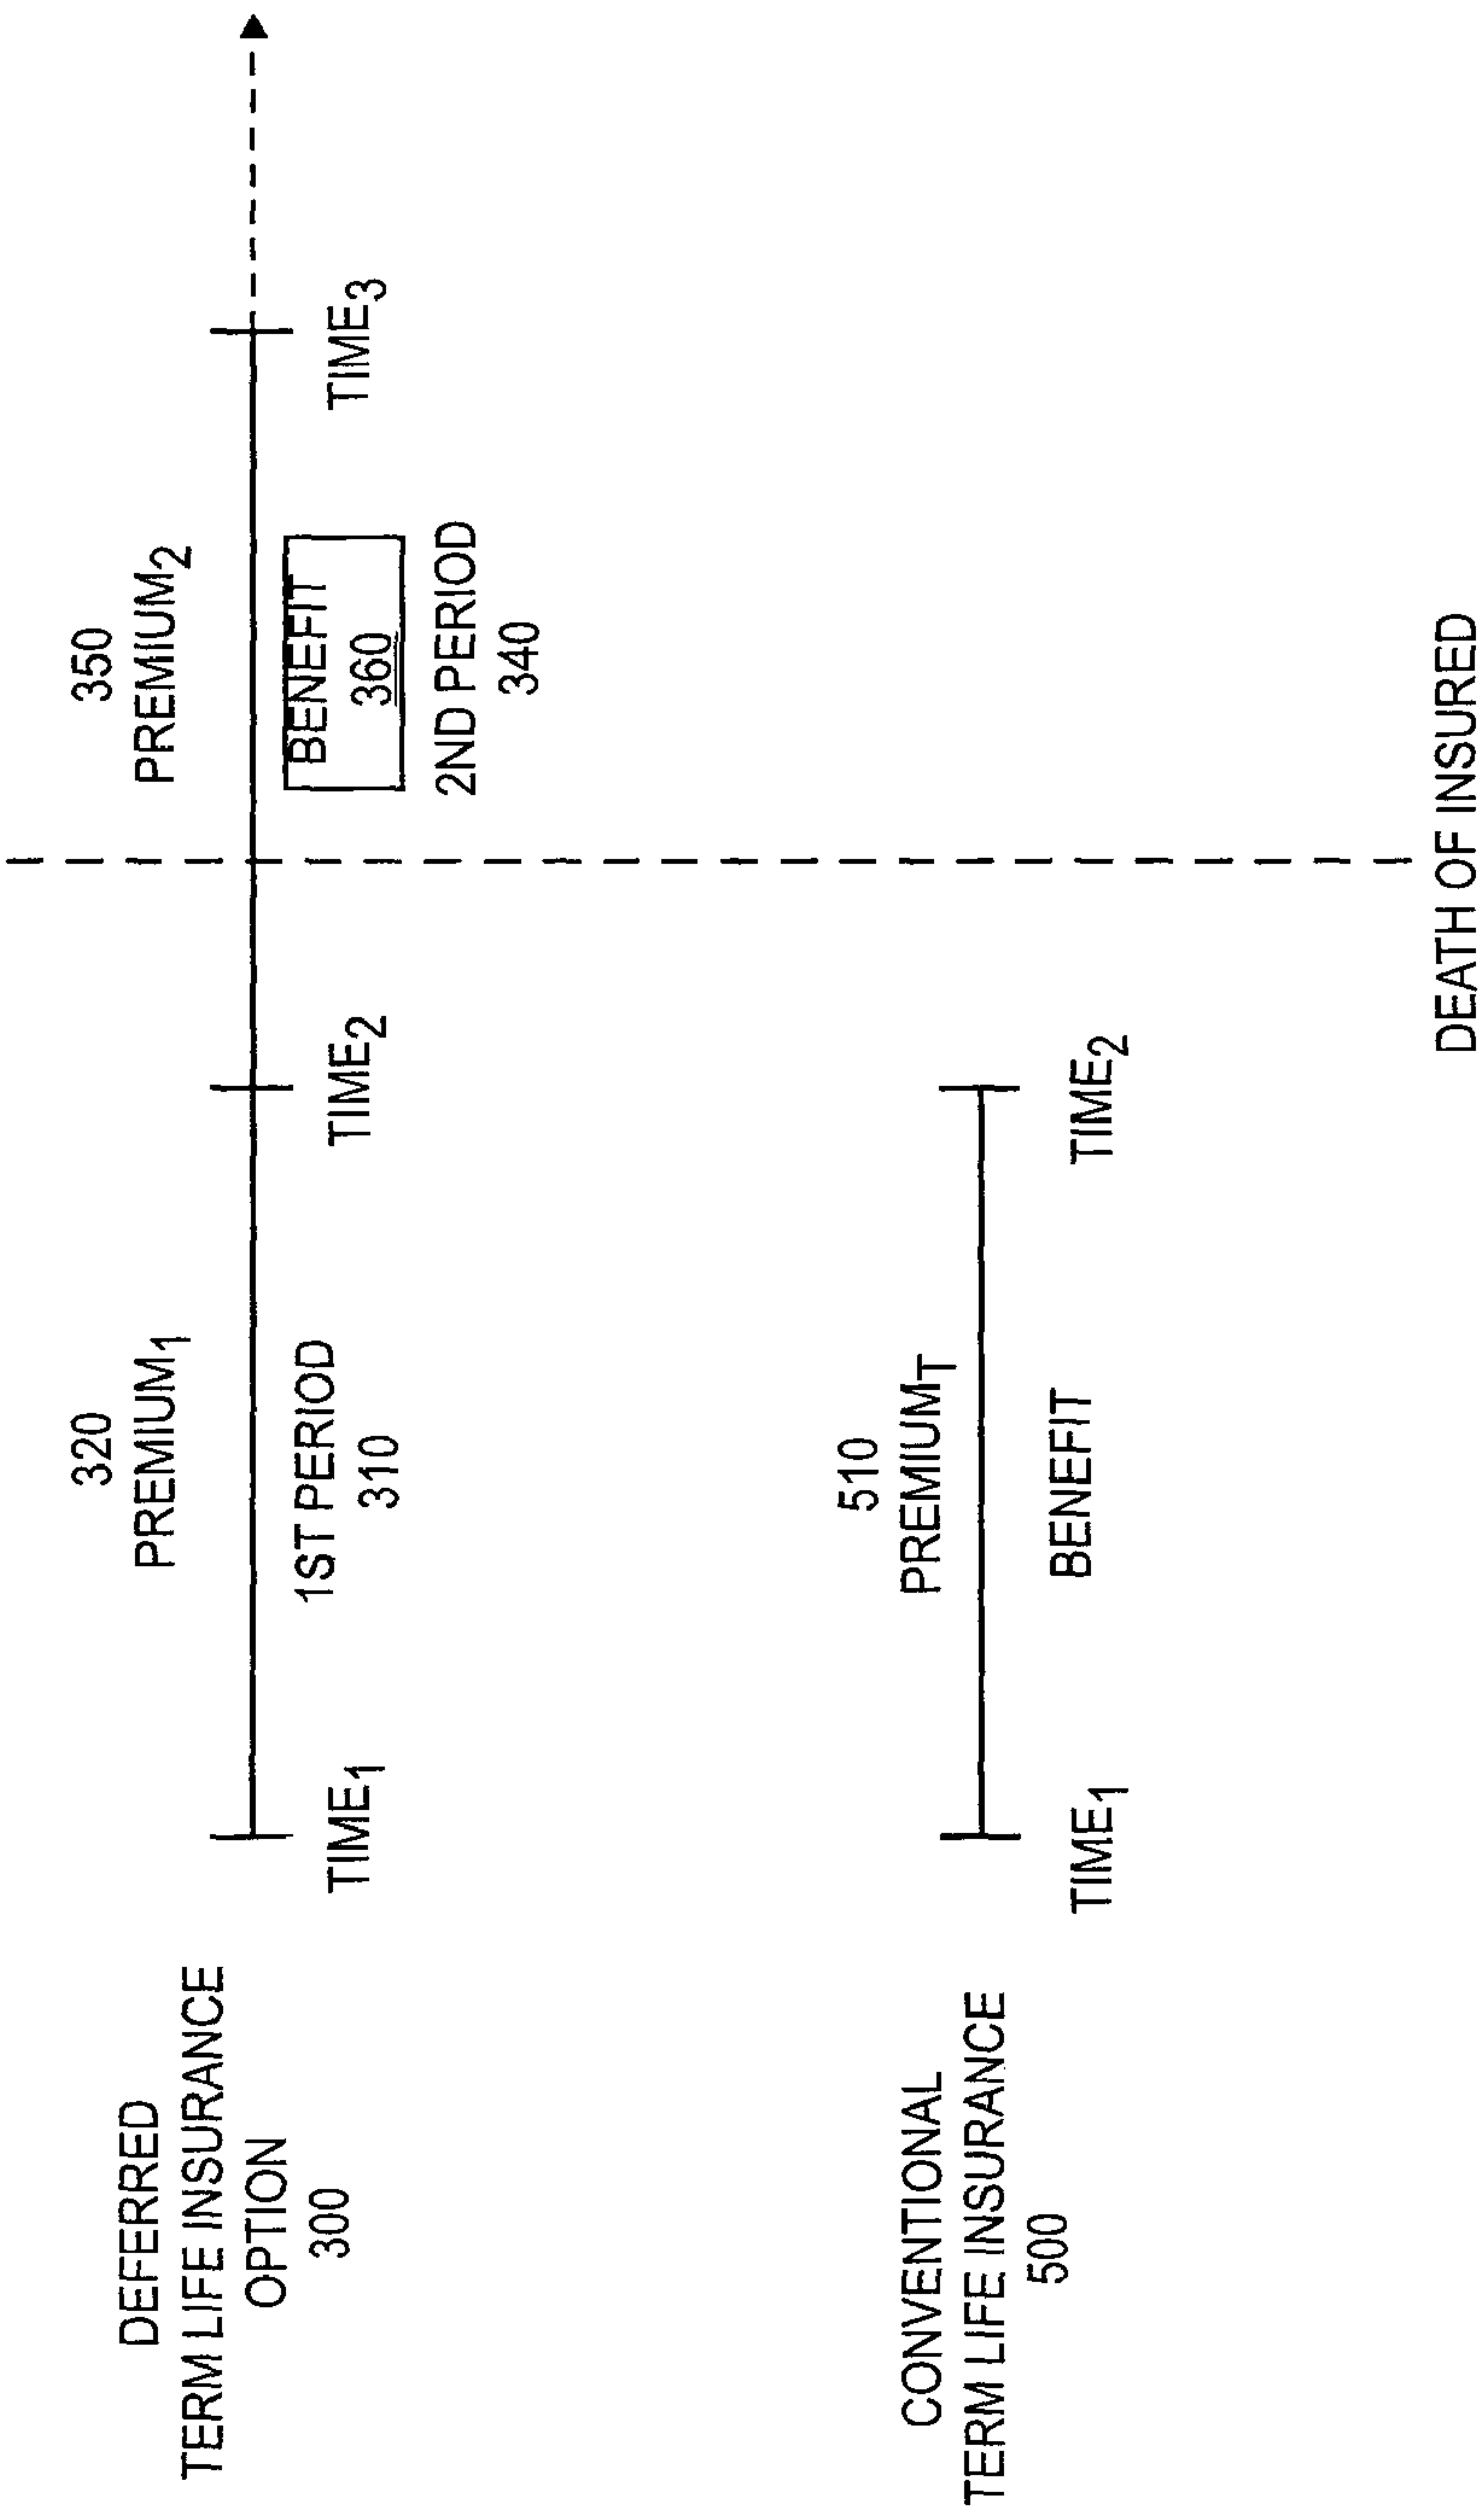 DEFERRED
TERM LIFE INSURANCE
OPTION
300
320
PREMIUM1
350
PREMIUM2
1ST PERIOD
310
BENEFIT
360
2ND PERIOD
340
TIME1
TIME2
TIME3
CONVENTIONAL
TERM LIFE INSURANCE
500
510
PREMIUMT
BENEFIT
TIME1
TIME2
DEATH OF INSURED